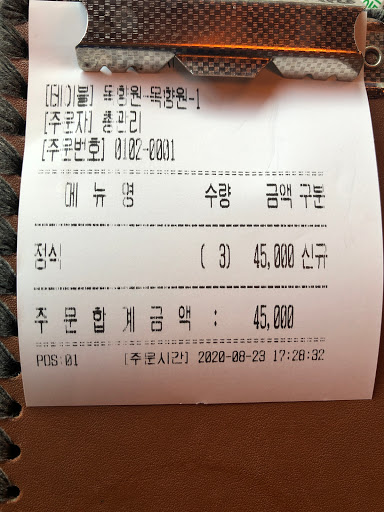 [테이블] 목향원-목향원-1
[주문자] 총관리
[주문번호] 0102-0001
메 뉴 명 수량 금액 구분
정식 ( 3) 45,000 신규
주 문 합 계 금 액 : 45,000
POS:01 [주문시간] 2020-08-23 17:28:32